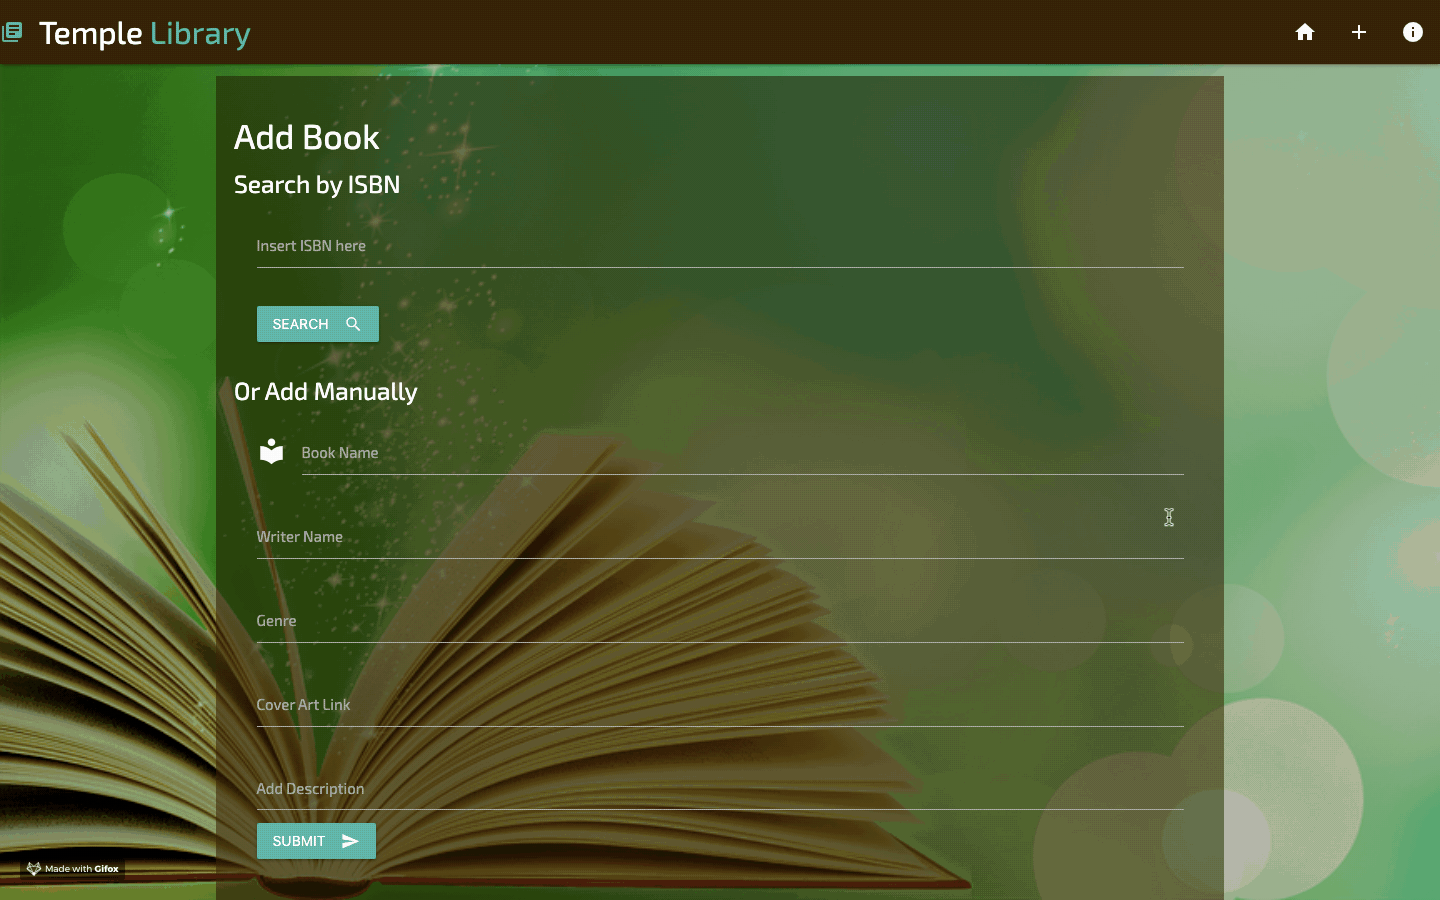 Temple Library
Add Book
Search by ISBN
Insert ISBN here
SEARCH
Or Add Manually
Book Name
Writer Name
Genre
Cover Art Link
Add Description
SUBMIT
Made with Gifox